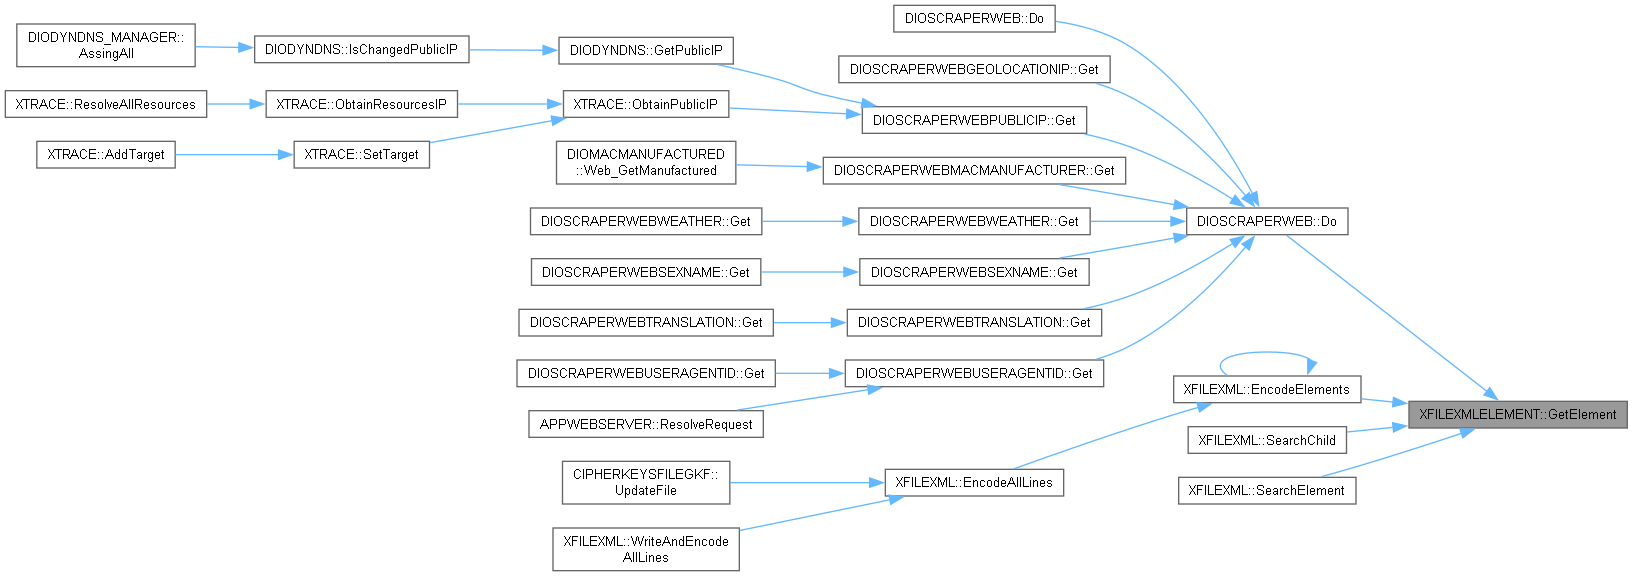 DIOSCRAPERWEB::Do
DIODYNDNS_MANAGER::
AssingAll
DIODYNDNS::IsChangedPublicIP
DIODYNDNS::GetPublicIP
DIOSCRAPERWEBGEOLOCATIONIP::Get
XTRACE::ResolveAllResources
XTRACE::ObtainResourcesIP
XTRACE::ObtainPublicIP
DIOSCRAPERWEBPUBLICIP::Get
XTRACE::AddTarget
XTRACE::SetTarget
DIOMACMANUFACTURED
::Web_GetManufactured
DIOSCRAPERWEBMACMANUFACTURER::Get
DIOSCRAPERWEBWEATHER::Get
DIOSCRAPERWEBWEATHER::Get
DIOSCRAPERWEB::Do
DIOSCRAPERWEBSEXNAME::Get
DIOSCRAPERWEBSEXNAME::Get
DIOSCRAPERWEBTRANSLATION::Get
DIOSCRAPERWEBTRANSLATION::Get
DIOSCRAPERWEBUSERAGENTID::Get
DIOSCRAPERWEBUSERAGENTID::Get
XFILEXML::EncodeElements
XFILEXMLELEMENT::GetElement
APPWEBSERVER::ResolveRequest
XFILEXML::SearchChild
CIPHERKEYSFILEGKF::
UpdateFile
XFILEXML::EncodeAllLines
XFILEXML::SearchElement
XFILEXML::WriteAndEncode
AllLines